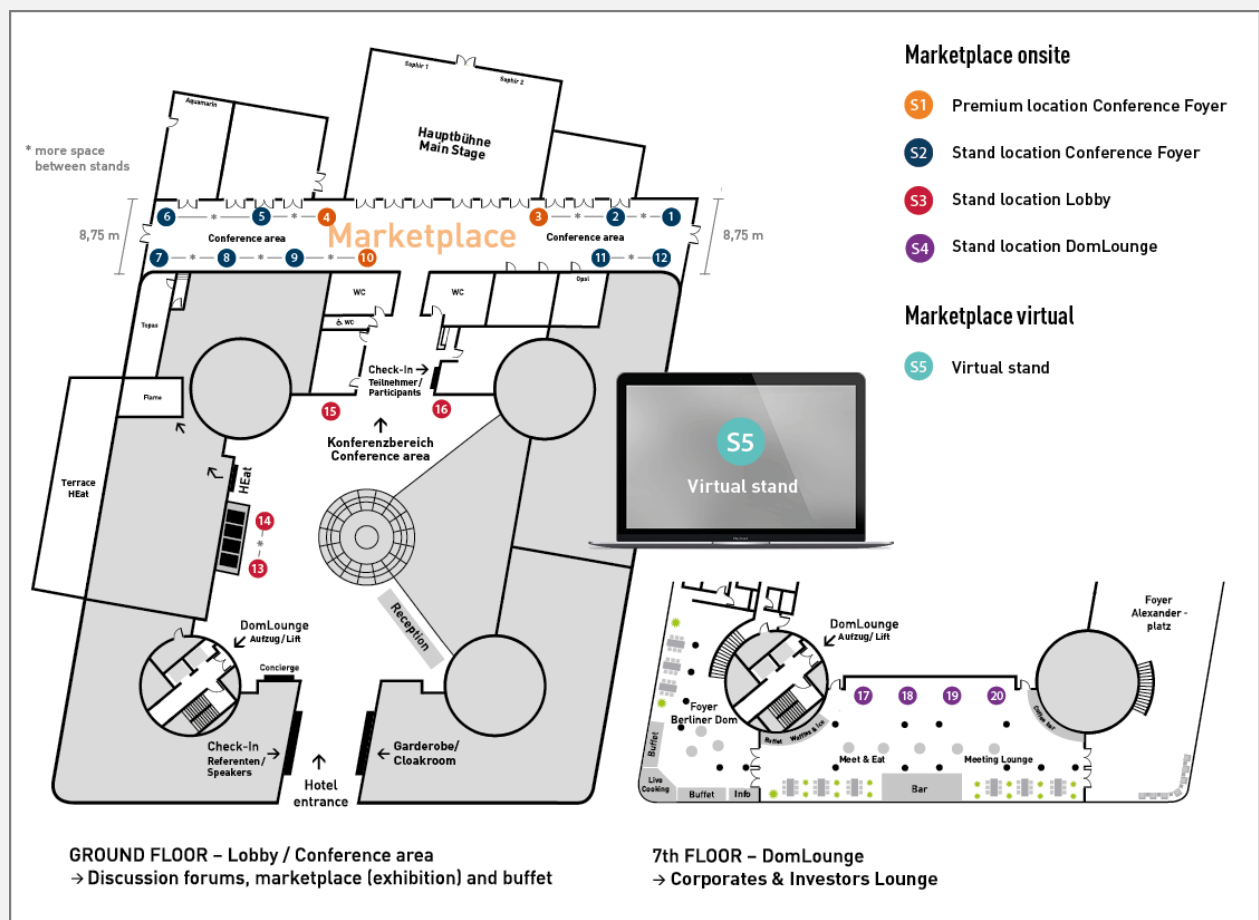 Saphir 1
Saphir 2
Aquamarin
Hauptbühne
Main Stage
* more space
between stands
6
*
5
*
4
3
*
2
*
1
8,75 m
Conference area
Marketplace
Conference area
8,75 m
7
*
8
*
9
*
10
11
*
12
WC
WC
Opal
WC
Topas
Check-In →
Teilnehmer/
Participants
Flame
15
16
Konferenzbereich
Conference area
HEat
Terrace
HEat
14
*
13
Reception
DomLounge
Aufzug/Lift
Concierge
Check-In
Referenten/
Speakers
Garderobe/
Cloakroom
Hotel
entrance
GROUND FLOOR – Lobby / Conference area
→ Discussion forums, marketplace (exhibition) and buffet
Marketplace onsite
S1 Premium location Conference Foyer
S2 Stand location Conference Foyer
S3 Stand location Lobby
S4 Stand location DomLounge
Marketplace virtual
S5 Virtual stand
S5
Virtual stand
MacBook
DomLounge
Aufzug/ Lift
Foyer
Alexander -
platz
17
18
19
20
Foyer
Berliner Dom
Buffet
Waffles & Ice
Coffee Bar
Buffet
Meet & Eat
Meeting Lounge
Live
Cooking
Buffet
Info
Bar
7th FLOOR – DomLounge
→ Corporates & Investors Lounge